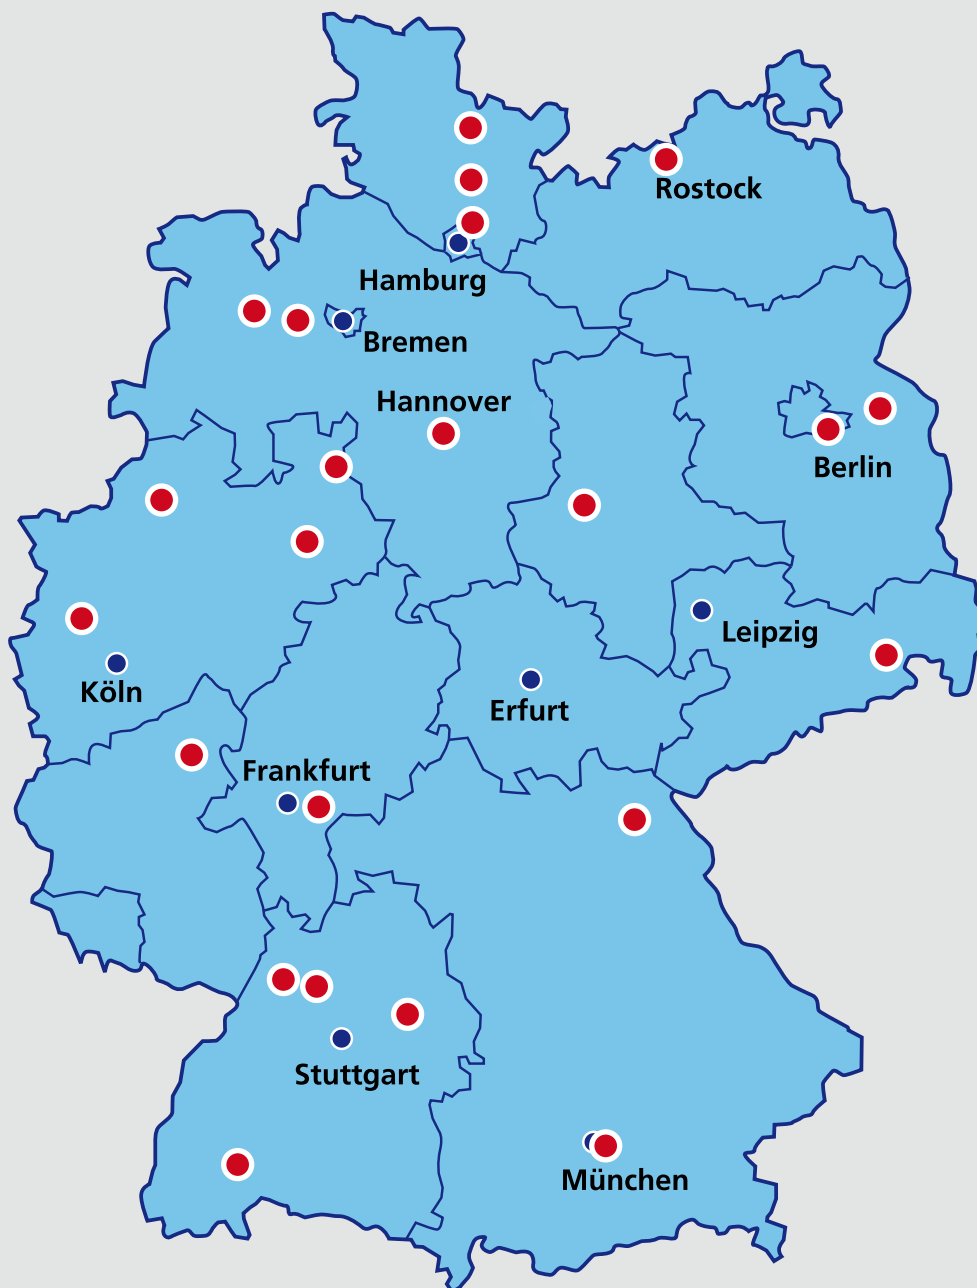 Rostock
Hamburg
Bremen
Hannover
Berlin
Leipzig
Köln
Erfurt
Frankfurt
Stuttgart
München